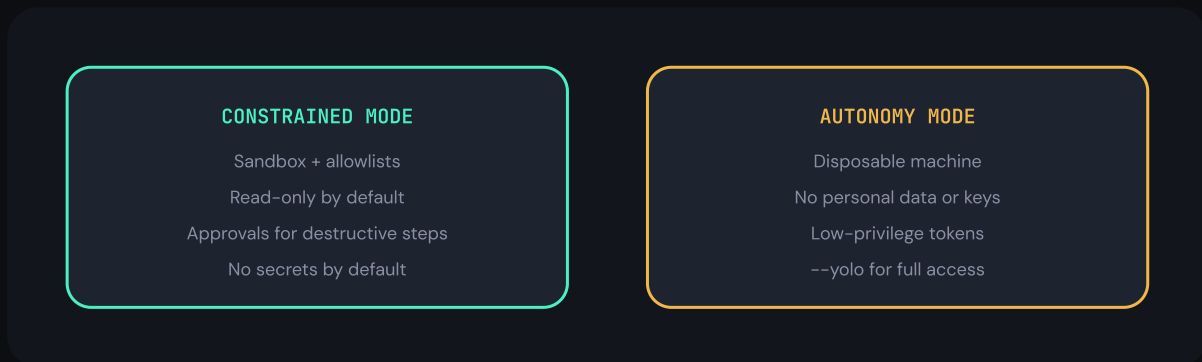 CONSTRAINED MODE
Sandbox + allowlists
Read-only by default
Approvals for destructive steps
No secrets by default
AUTONOMY MODE
Disposable machine
No personal data or keys
Low-privilege tokens
--yolo for full access